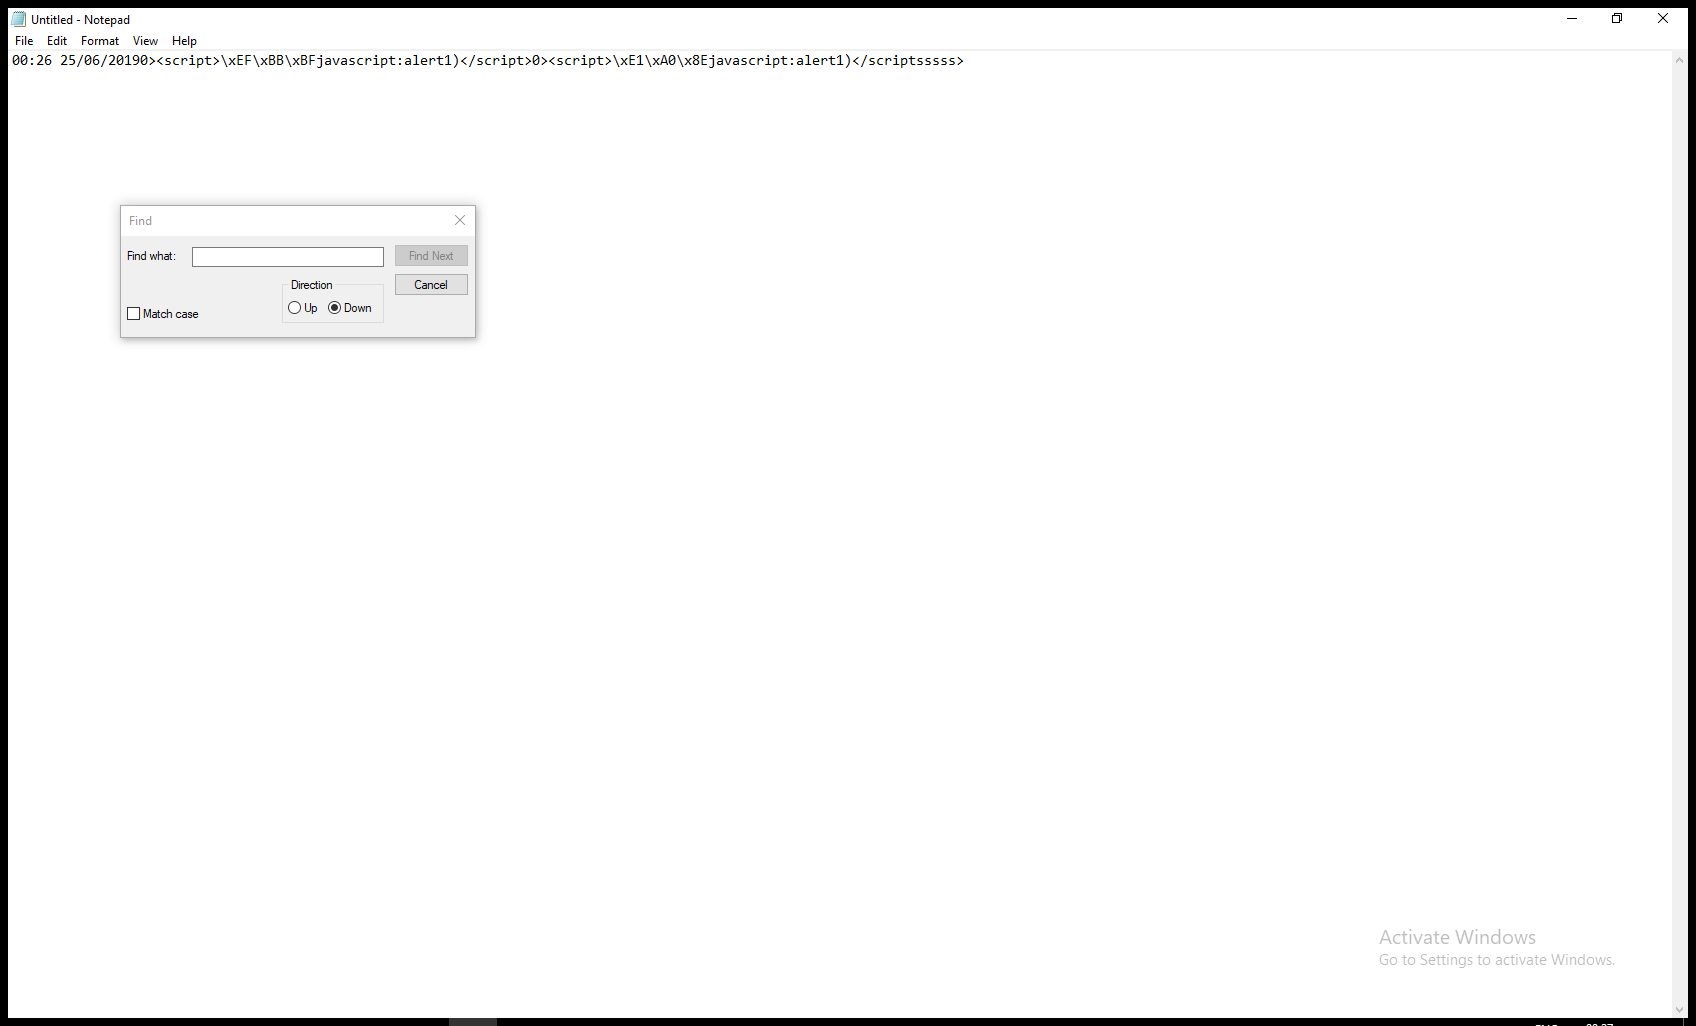 Untitled - Notepad
File Edit Format View Help
00:26 25/06/20190><script>\xEF\xBB\xBFjavascript:alert1)</script>0><script>\xE1\xA0\x8Ejavascript:alert1)</scriptsssss>
Find
Find what:
Find Next
Direction
Cancel
Up Down
Match case
Activate Windows
Go to Settings to activate Windows.